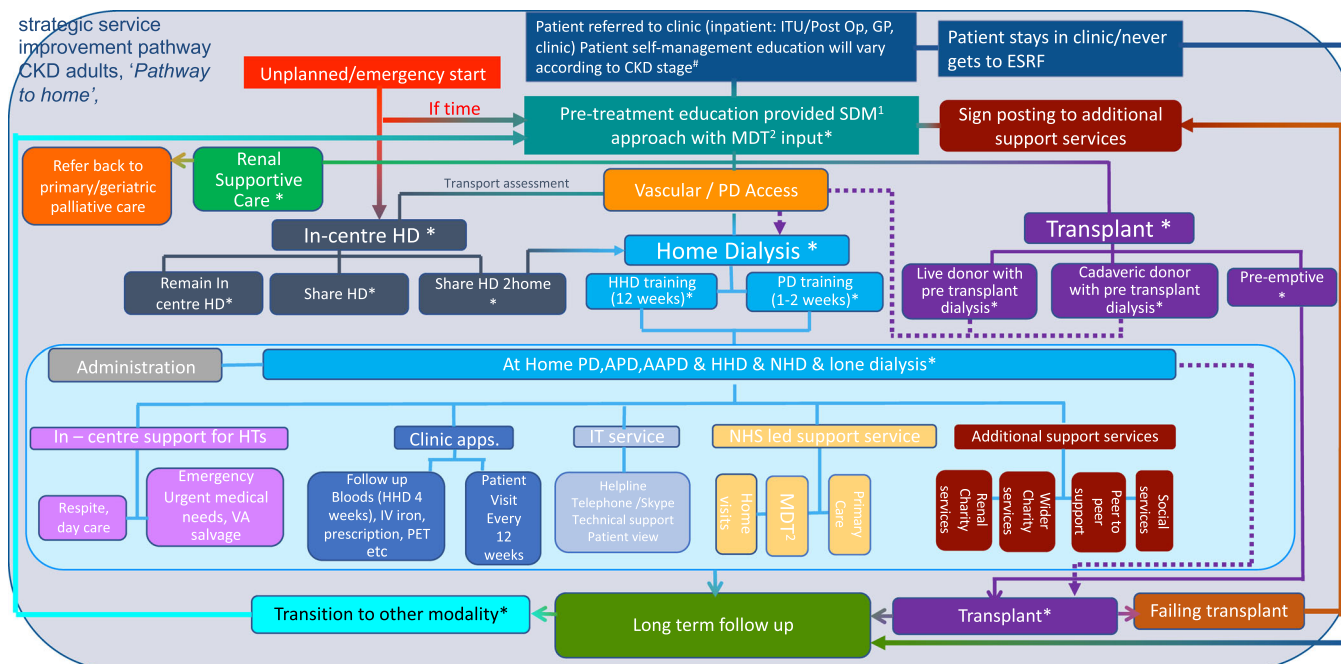 strategic service
improvement pathway
CKD adults, ‘Pathway
to home’,
Patient referred to clinic (inpatient: ITU/Post Op, GP,
clinic) Patient self-management education will vary
according to CKD stage#
Patient stays in clinic/never
gets to ESRF
Unplanned/emergency start
If time
Pre-treatment education provided SDM1
approach with MDT2 input*
Sign posting to additional
support services
Refer back to
primary/geriatric
palliative care
Renal
Supportive
Care *
Transport assessment
Vascular / PD Access
In-centre HD *
Home Dialysis *
Transplant *
Remain In
centre HD*
Share HD*
Share HD 2home
*
HHD training
(12 weeks)*
PD training
(1-2 weeks)*
Live donor with
pre transplant
dialysis*
Cadaveric donor
with pre transplant
dialysis*
Pre-emptive
*
Administration
At Home PD,APD,AAPD & HHD & NHD & lone dialysis*
In – centre support for HTs
Clinic apps.
IT service
NHS led support service
Additional support services
Respite,
day care
Emergency
Urgent medical
needs, VA
salvage
Follow up
Bloods (HHD 4
weeks), IV iron,
prescription, PET
etc
Patient
Visit
Every
12
weeks
Helpline
Telephone /Skype
Technical support
Patient view
Home
visits
MDT2
Primary
Care
Renal
Charity
services
Wider
Charity
services
Peer to
peer
support
Social
services
Transition to other modality*
Long term follow up
Transplant*
Failing transplant